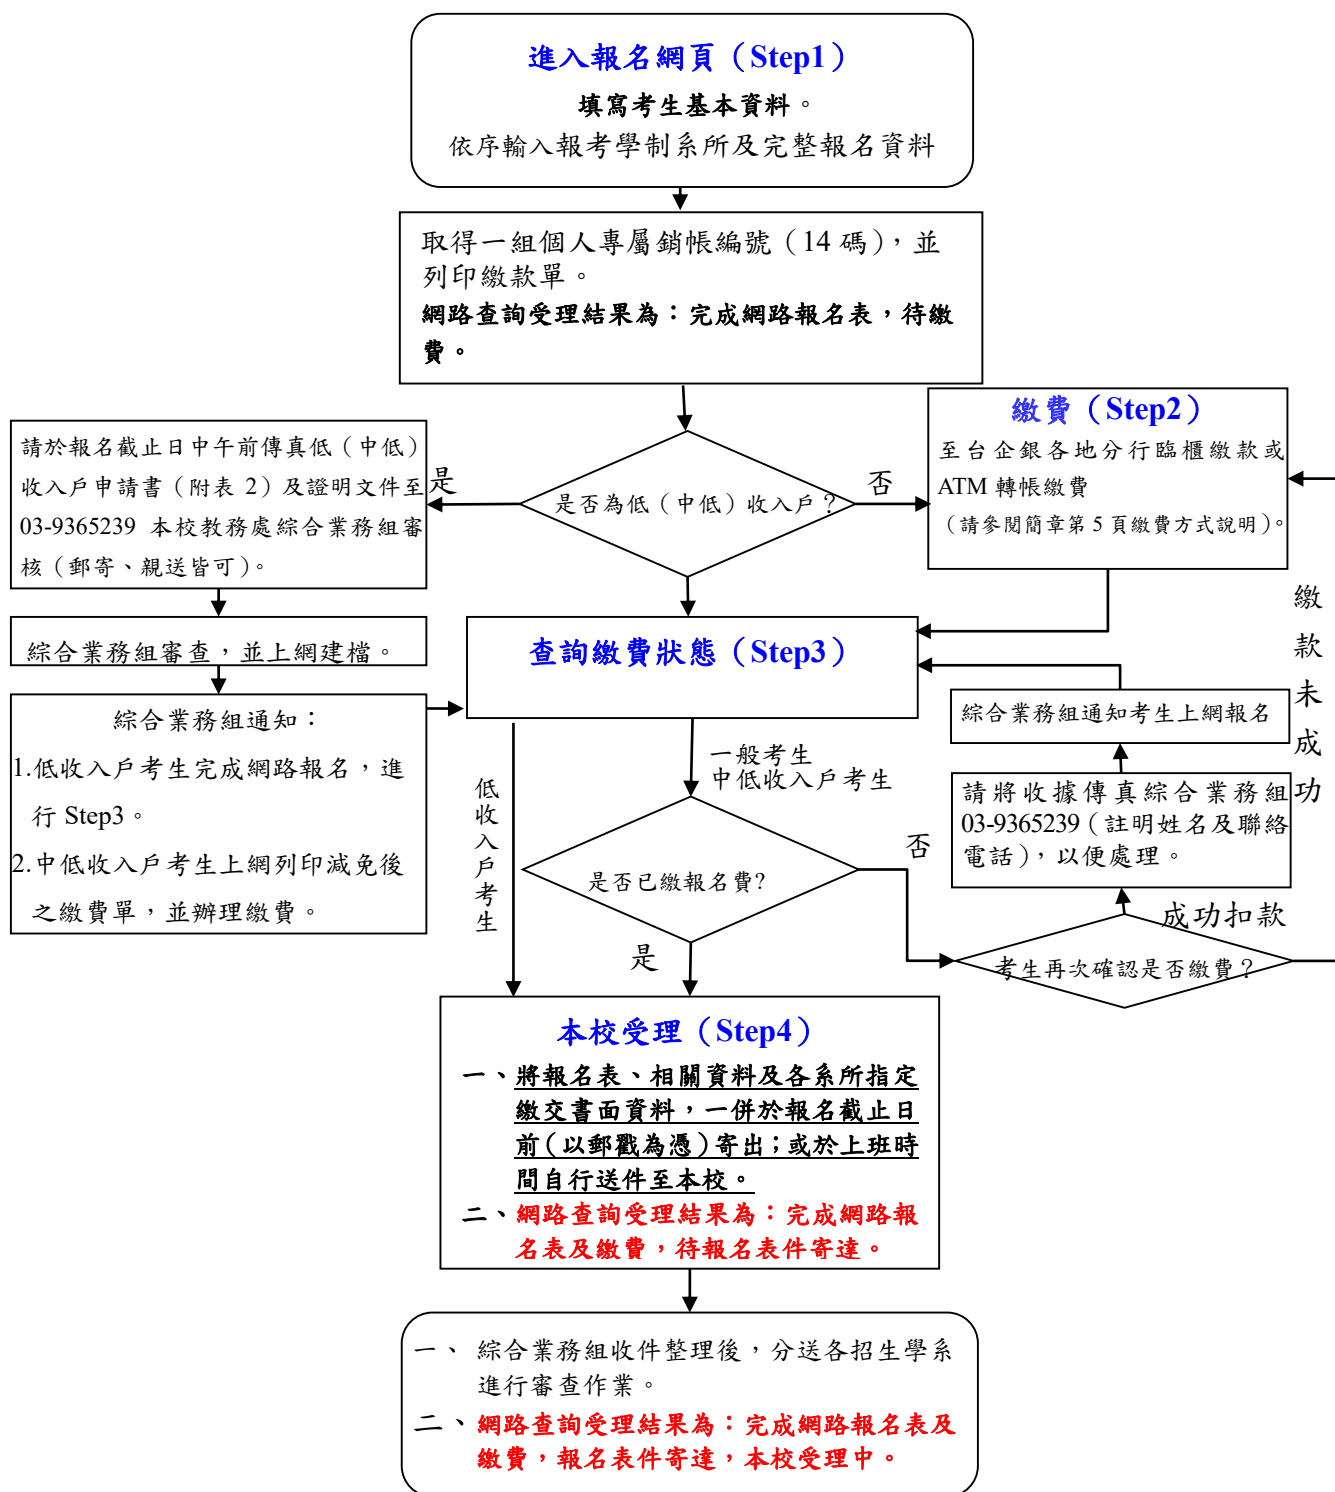 進入報名網頁（Step1）
填寫考生基本資料。
依序輸入報考學制系所及完整報名資料
取得一組個人專屬銷帳編號（14 碼），並
列印繳款單。
網路查詢受理結果為：完成網路報名表，待繳
費。
是否為低（中低）收入戶？
是
否
請於報名截止日中午前傳真低（中低）
收入戶申請書（附表 2）及證明文件至
03-9365239 本校教務處綜合業務組審
核（郵寄、親送皆可）。
綜合業務組審查，並上網建檔。
綜合業務組通知：
1.低收入戶考生完成網路報名，進
行 Step3。
2.中低收入戶考生上網列印減免後
之繳費單，並辦理繳費。
繳費（Step2）
至台企銀各地分行臨櫃繳款或
ATM 轉帳繳費
（請參閱簡章第 5 頁繳費方式說明）。
查詢繳費狀態（Step3）
低收入戶考生
一般考生
中低收入戶考生
是否已繳報名費?
是
否
考生再次確認是否繳費？
成功扣款
請將收據傳真綜合業務組
03-9365239（註明姓名及聯絡
電話），以便處理。
綜合業務組通知考生上網報名
繳款未成功
本校受理（Step4）
一、將報名表、相關資料及各系所指定
繳交書面資料，一併於報名截止日
前（以郵戳為憑）寄出；或於上班時
間自行送件至本校。
二、網路查詢受理結果為：完成網路報
名表及繳費，待報名表件寄達。
一、 綜合業務組收件整理後，分送各招生學系
進行審查作業。
二、 網路查詢受理結果為：完成網路報名表及
繳費，報名表件寄達，本校受理中。